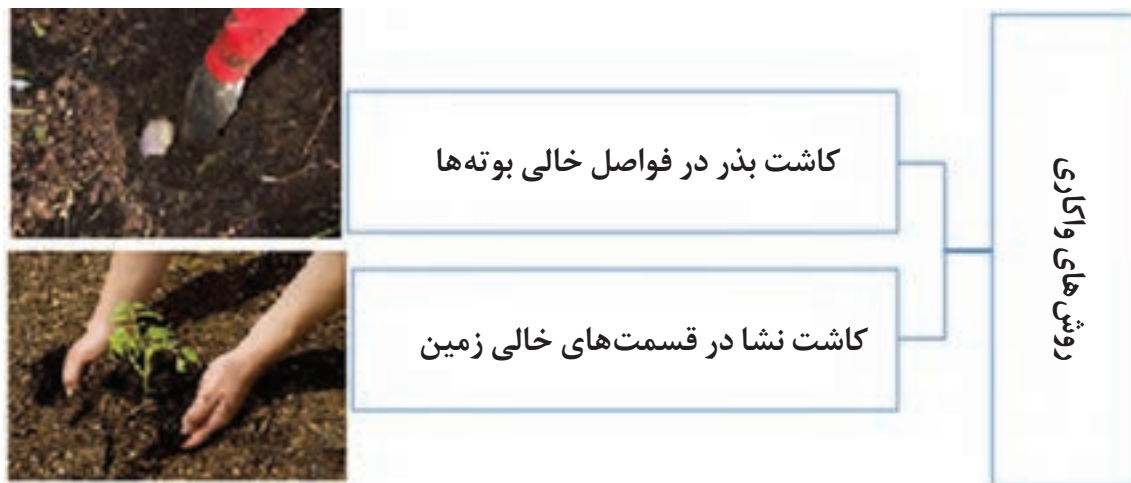 روش های واکاری
کاشت بذر در فواصل خالی بوته‌ها
کاشت نشا در قسمت‌های خالی زمین